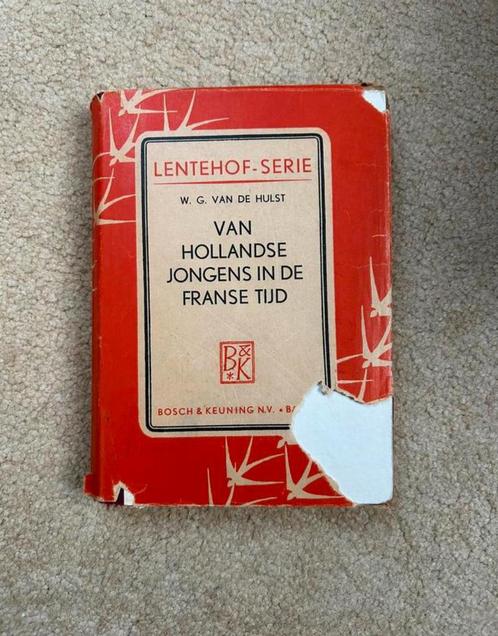 LENTEHOF-SERIE
W. G. VAN DE HULST
VAN
HOLLANDSE
JONGENS IN DE
FRANSE TIJD
B&K
BOSCH & KEUNING N.V. *